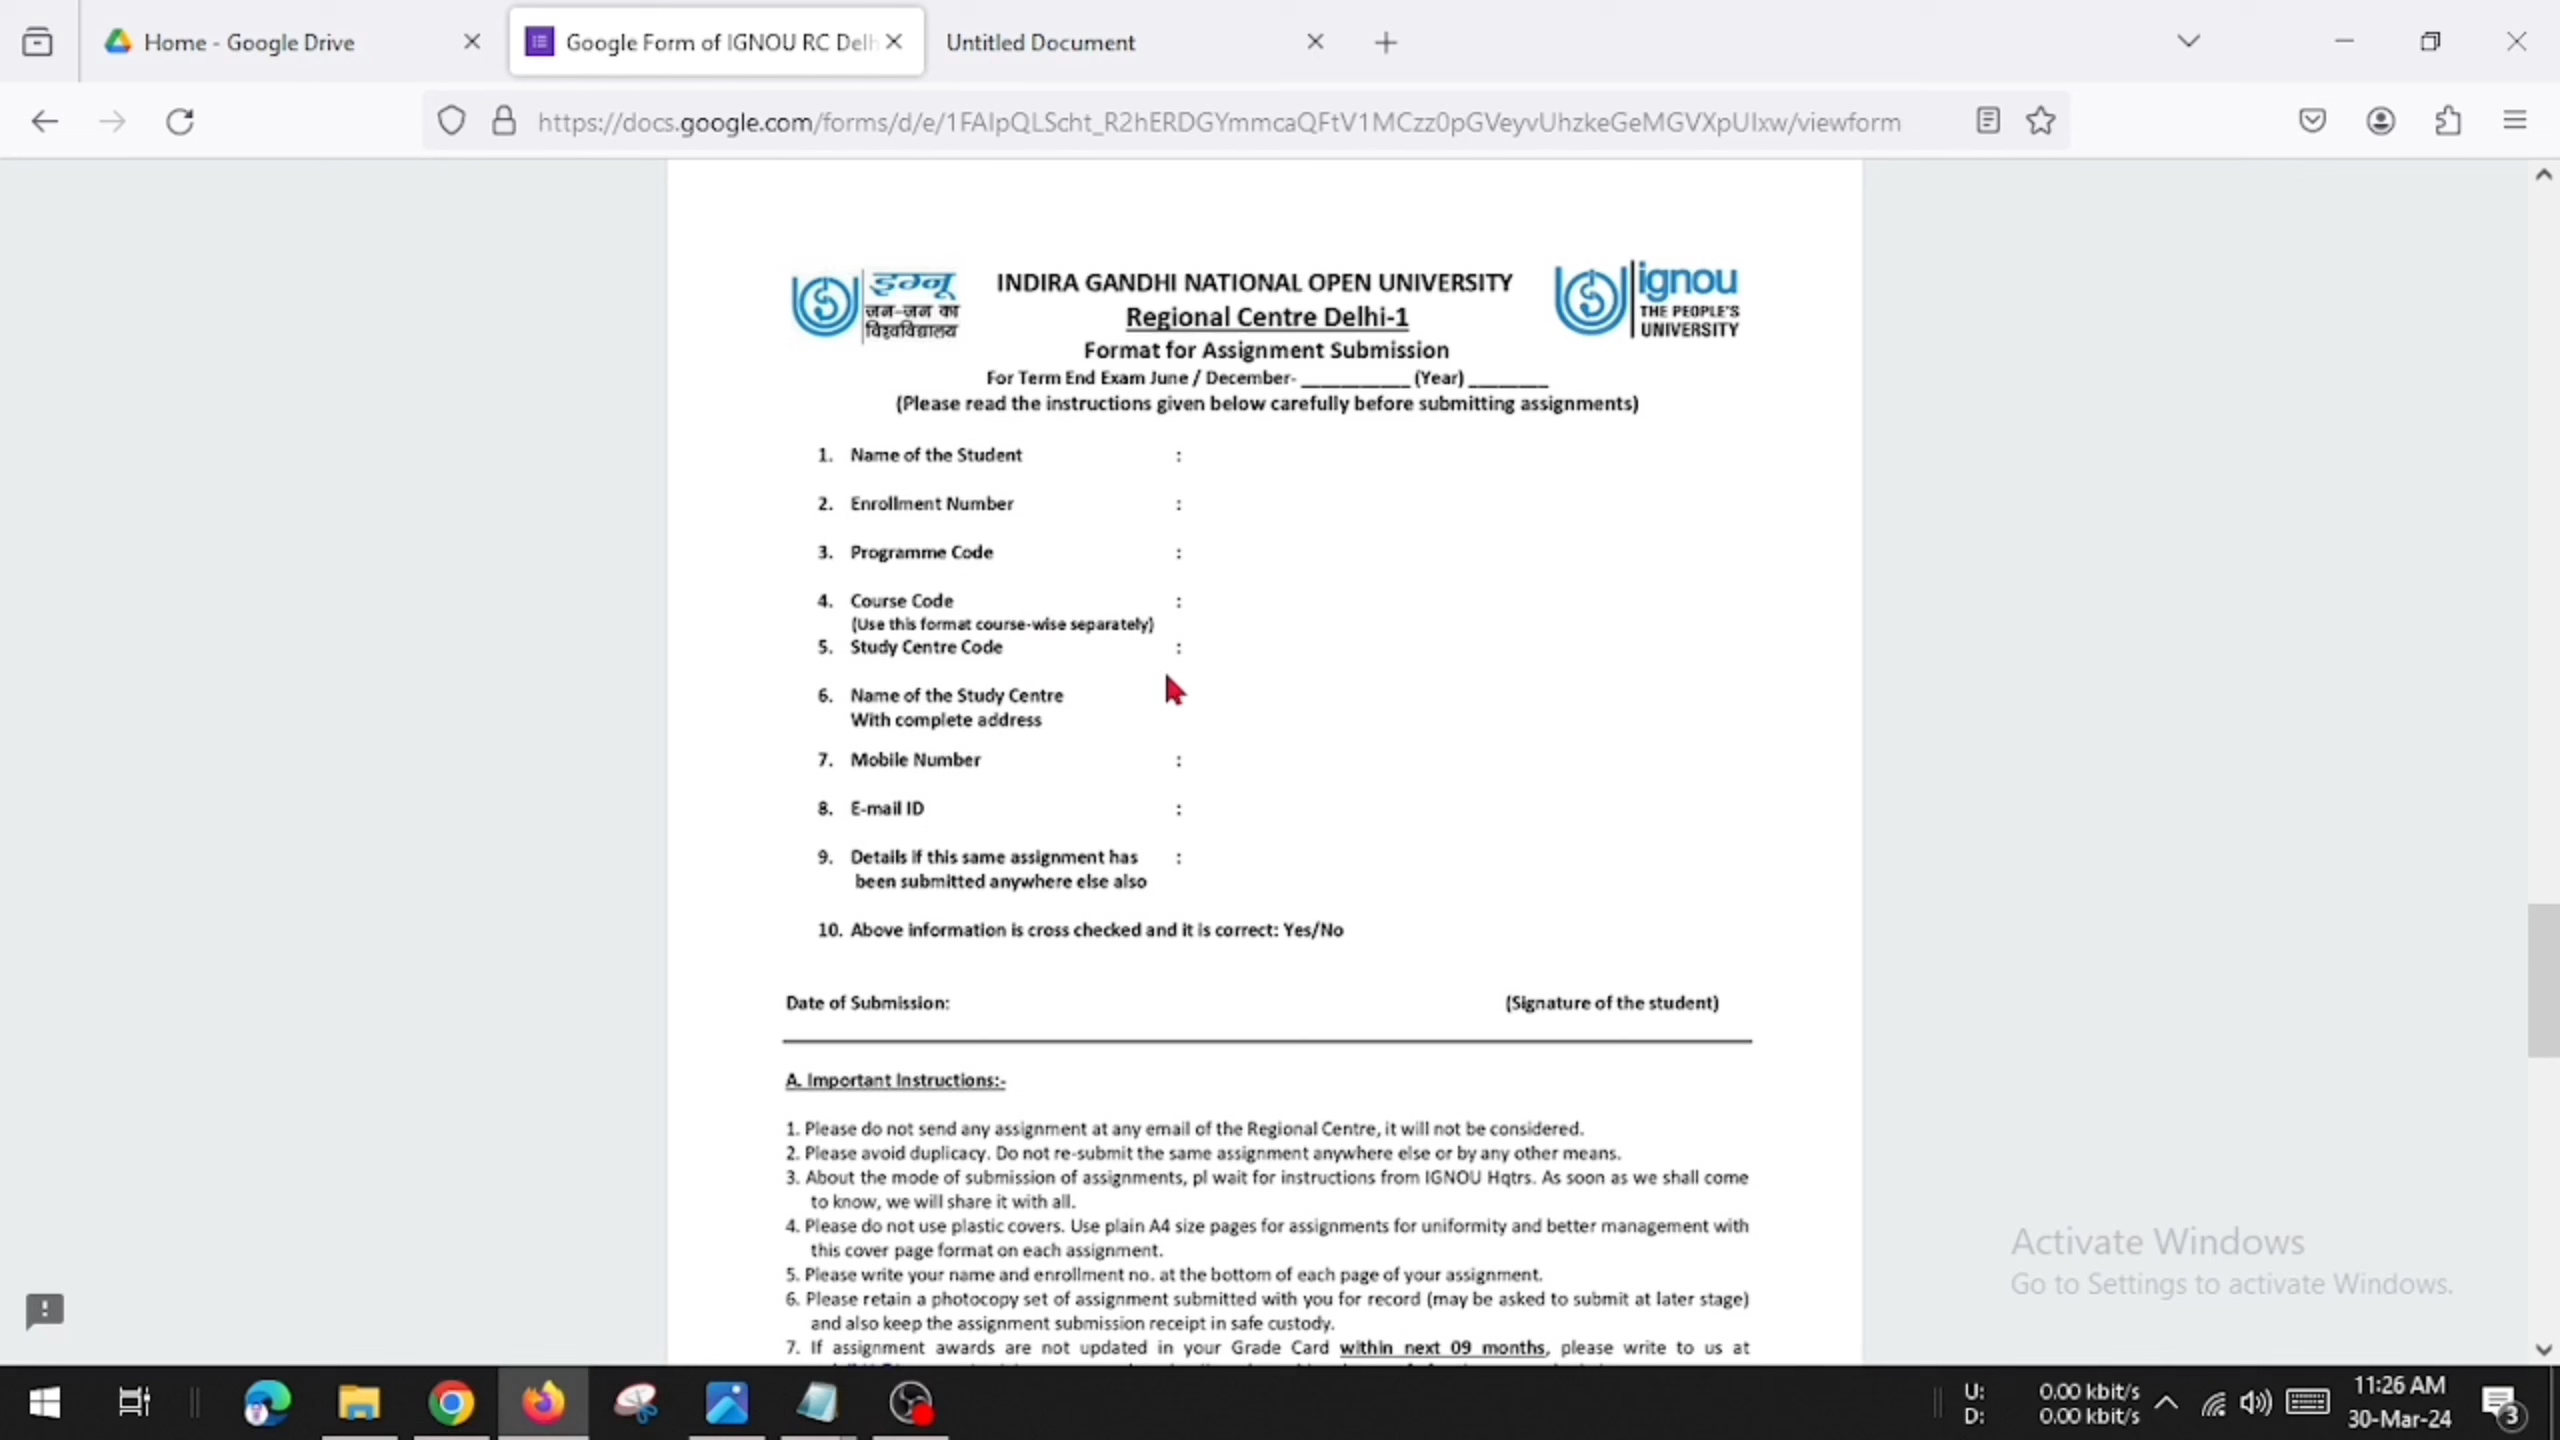 Home - Google Drive
Google Form of IGNOU RC Delh
Untitled Document
https://docs.google.com/forms/d/e/1FAIpQLScht_R2hERDGYmmcaQFtV1MCzz0pGVeyvUhzkeGeMGVXpUIxw/viewform
इग्नू
जन-जन का
विश्वविद्यालय
INDIRA GANDHI NATIONAL OPEN UNIVERSITY
ignou
THE PEOPLE'S
UNIVERSITY
Regional Centre Delhi-1
Format for Assignment Submission
For Term End Exam June / December- ___________ (Year) ________
(Please read the instructions given below carefully before submitting assignments)
1. Name of the Student :
2. Enrollment Number :
3. Programme Code :
4. Course Code :
(Use this format course-wise separately)
5. Study Centre Code :
6. Name of the Study Centre
With complete address
7. Mobile Number :
8. E-mail ID :
9. Details if this same assignment has :
been submitted anywhere else also
10. Above information is cross checked and it is correct: Yes/No
Date of Submission: (Signature of the student)
A. Important Instructions:-
1. Please do not send any assignment at any email of the Regional Centre, it will not be considered.
2. Please avoid duplicacy. Do not re-submit the same assignment anywhere else or by any other means.
3. About the mode of submission of assignments, pl wait for instructions from IGNOU Hqtrs. As soon as we shall come
to know, we will share it with all.
4. Please do not use plastic covers. Use plain A4 size pages for assignments for uniformity and better management with
this cover page format on each assignment.
5. Please write your name and enrollment no. at the bottom of each page of your assignment.
6. Please retain a photocopy set of assignment submitted with you for record (may be asked to submit at later stage)
and also keep the assignment submission receipt in safe custody.
7. If assignment awards are not updated in your Grade Card within next 09 months, please write to us at
Activate Windows
Go to Settings to activate Windows.
U: 0.00 kbit/s
D: 0.00 kbit/s
11:26 AM
30-Mar-24
3